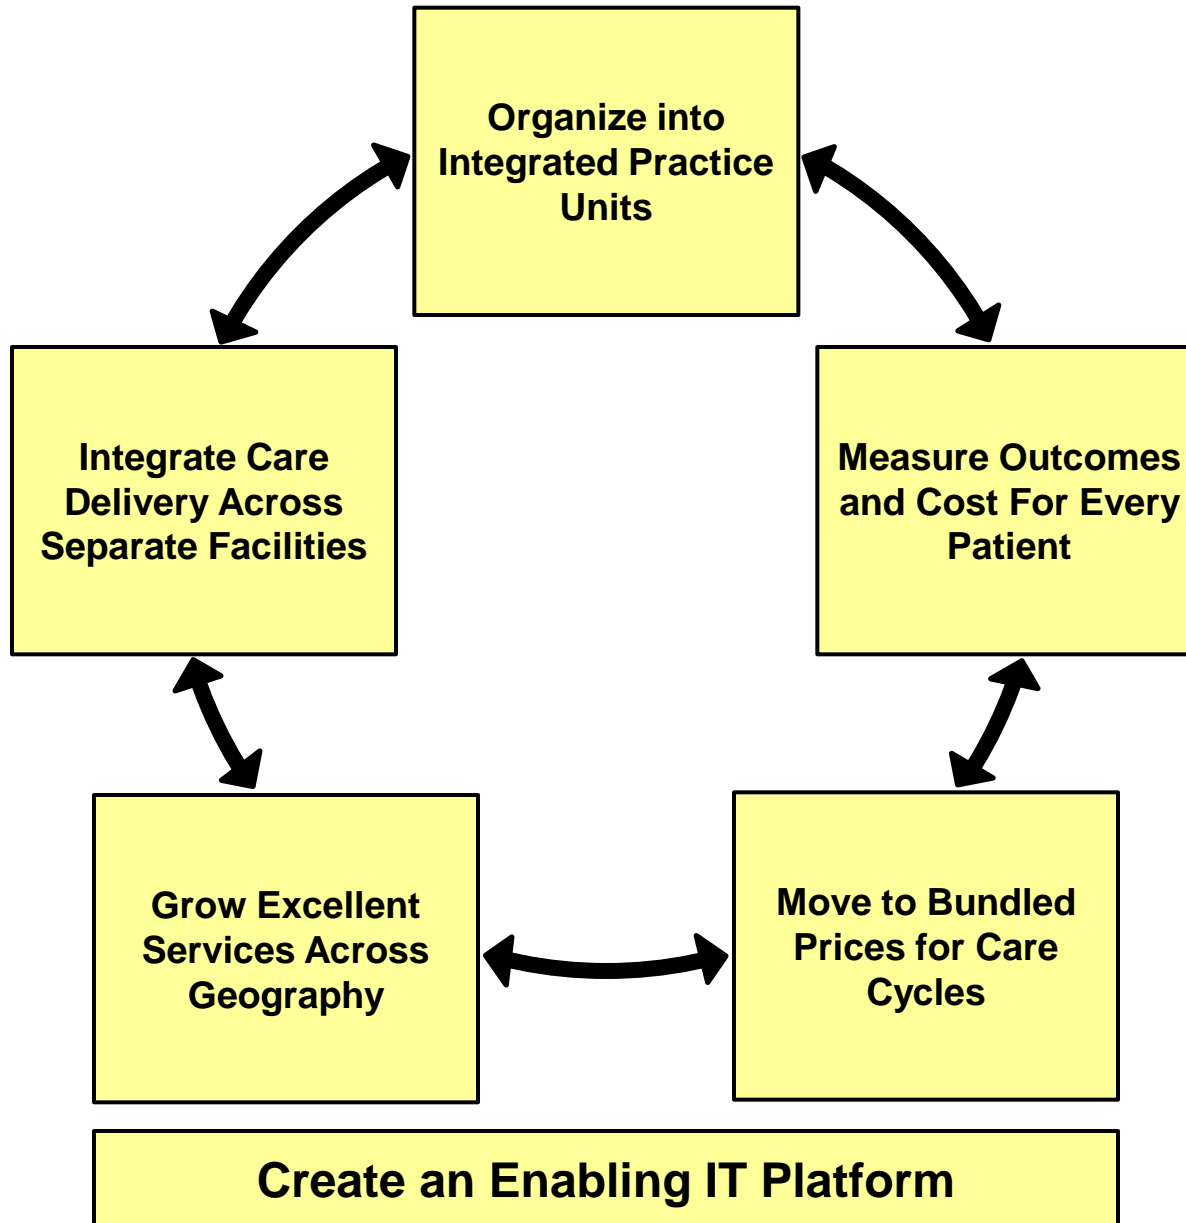 Organize into
Integrated Practice
Units
Integrate Care
Delivery Across
Separate Facilities
Measure Outcomes
and Cost For Every
Patient
Grow Excellent
Services Across
Geography
Move to Bundled
Prices for Care
Cycles
Create an Enabling IT Platform